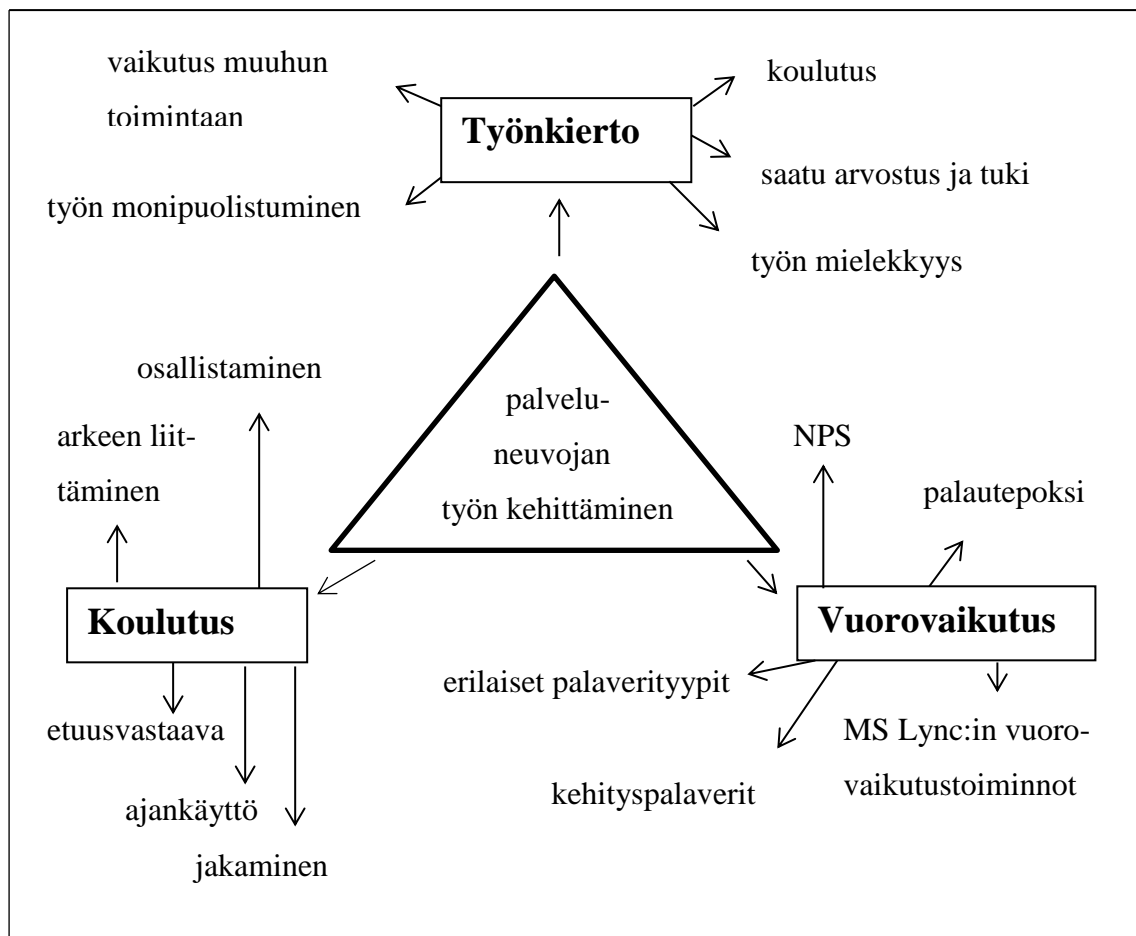 vaikutus muuhun
toimintaan
koulutus
Työnkierto
saatu arvostus ja tuki
työn monipuolistuminen
työn mielekkyys
osallistaminen
arkeen liit-
täminen
palvelu-
neuvojan
työn kehittäminen
NPS
palautepoksi
Koulutus
Vuorovaikutus
erilaiset palaverityypit
etuusvastaava
MS Lync:in vuoro-
vaikutustoiminnot
kehityspalaverit
ajankäyttö
jakaminen